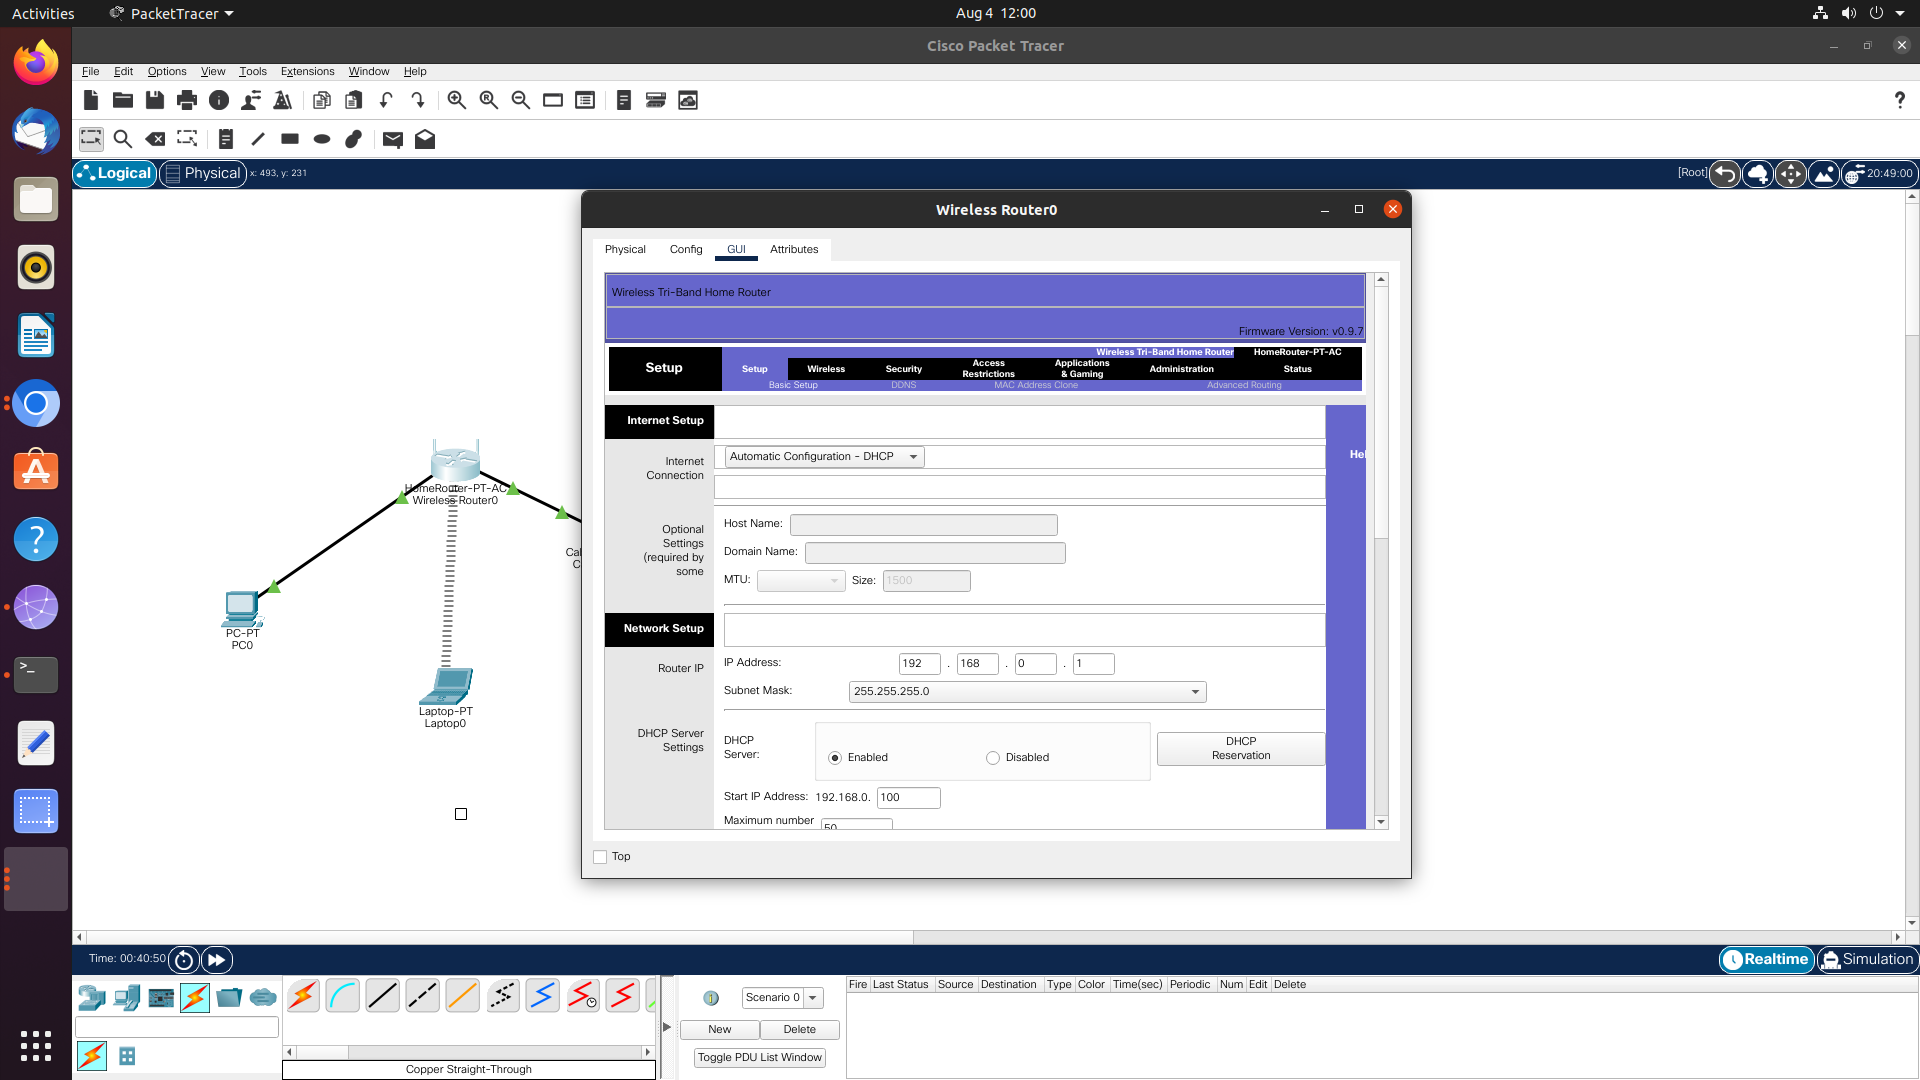 Activities
PacketTracer
Aug 4 12:00
Cisco Packet Tracer
File Edit Options View Tools Extensions Window Help
?
Logical
Physical
x: 493, y: 231
[Root]
20:49:00
Wireless Router0
Physical Config GUI Attributes
Wireless Tri-Band Home Router
Firmware Version: v0.9.7
Wireless Tri-Band Home Router HomeRouter-PT-AC
Setup
Setup Wireless Security Access Restrictions Applications & Gaming Administration Status
Basic Setup DDNS MAC Address Clone Advanced Routing
Internet Setup
Internet Connection
Automatic Configuration - DHCP
Hel
Optional Settings (required by some
Host Name:
Domain Name:
MTU: Size: 1500
Network Setup
Router IP
IP Address: 192 . 168 . 0 . 1
Subnet Mask: 255.255.255.0
DHCP Server Settings
DHCP Server: Enabled Disabled
DHCP Reservation
Start IP Address: 192.168.0. 100
Maximum number 50
Top
HomeRouter-PT-AC
Wireless Router0
Cal
C
PC-PT
PC0
Laptop-PT
Laptop0
Time: 00:40:50
Realtime
Simulation
Scenario 0
New Delete
Toggle PDU List Window
Fire Last Status Source Destination Type Color Time(sec) Periodic Num Edit Delete
Copper Straight-Through